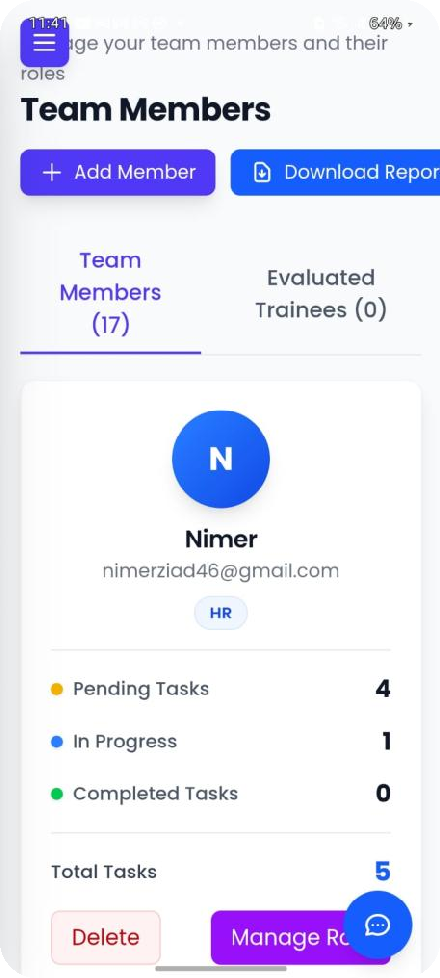 11:41
64%
age your team members and their
roles
Team Members
Add Member
Download Repor
Team
Members
(17)
Evaluated
Trainees (0)
N
Nimer
nimerziad46@gmail.com
HR
Pending Tasks 4
In Progress 1
Completed Tasks 0
Total Tasks 5
Delete
Manage Ro